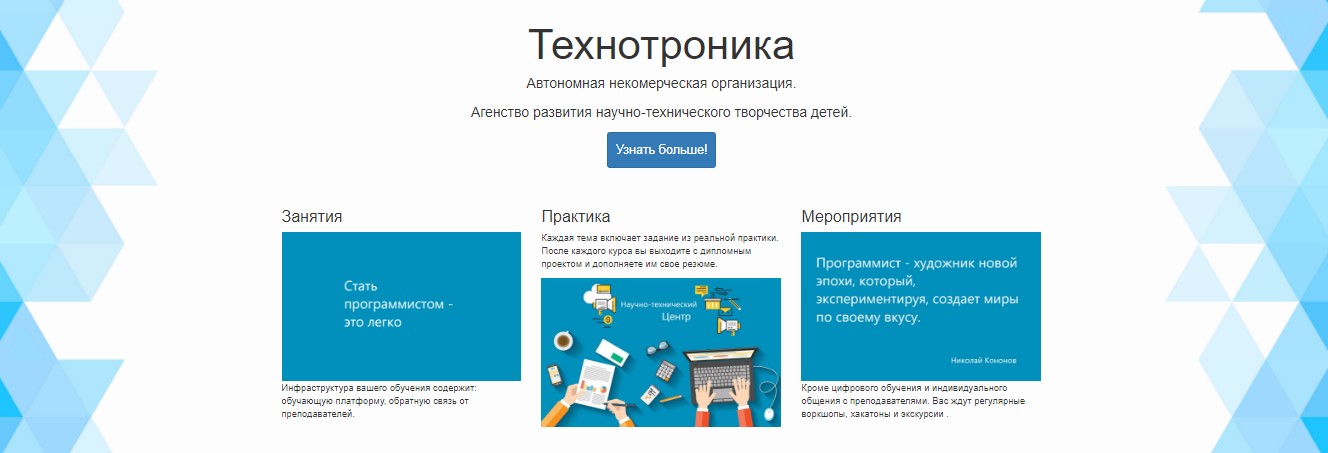 Технотроника
Автономная некомерческая организация.
Агенство развития научно-технического творчества детей.
Узнать больше!
Занятия
Стать
программистом -
это легко
Инфраструктура вашего обучения содержит:
обучающую платформу, обратную связь от
преподавателей.
Практика
Каждая тема включает задание из реальной практики.
После каждого курса вы выходите с дипломным
проектом и дополняете им свое резюме.
Научно-технический
Центр
Мероприятия
Программист - художник новой
эпохи, который,
экспериментируя, создает миры
по своему вкусу.
Николай Кононов
Кроме цифрового обучения и индивидуального
общения с преподавателями. Вас ждут регулярные
воркшопы, хакатоны и экскурсии .